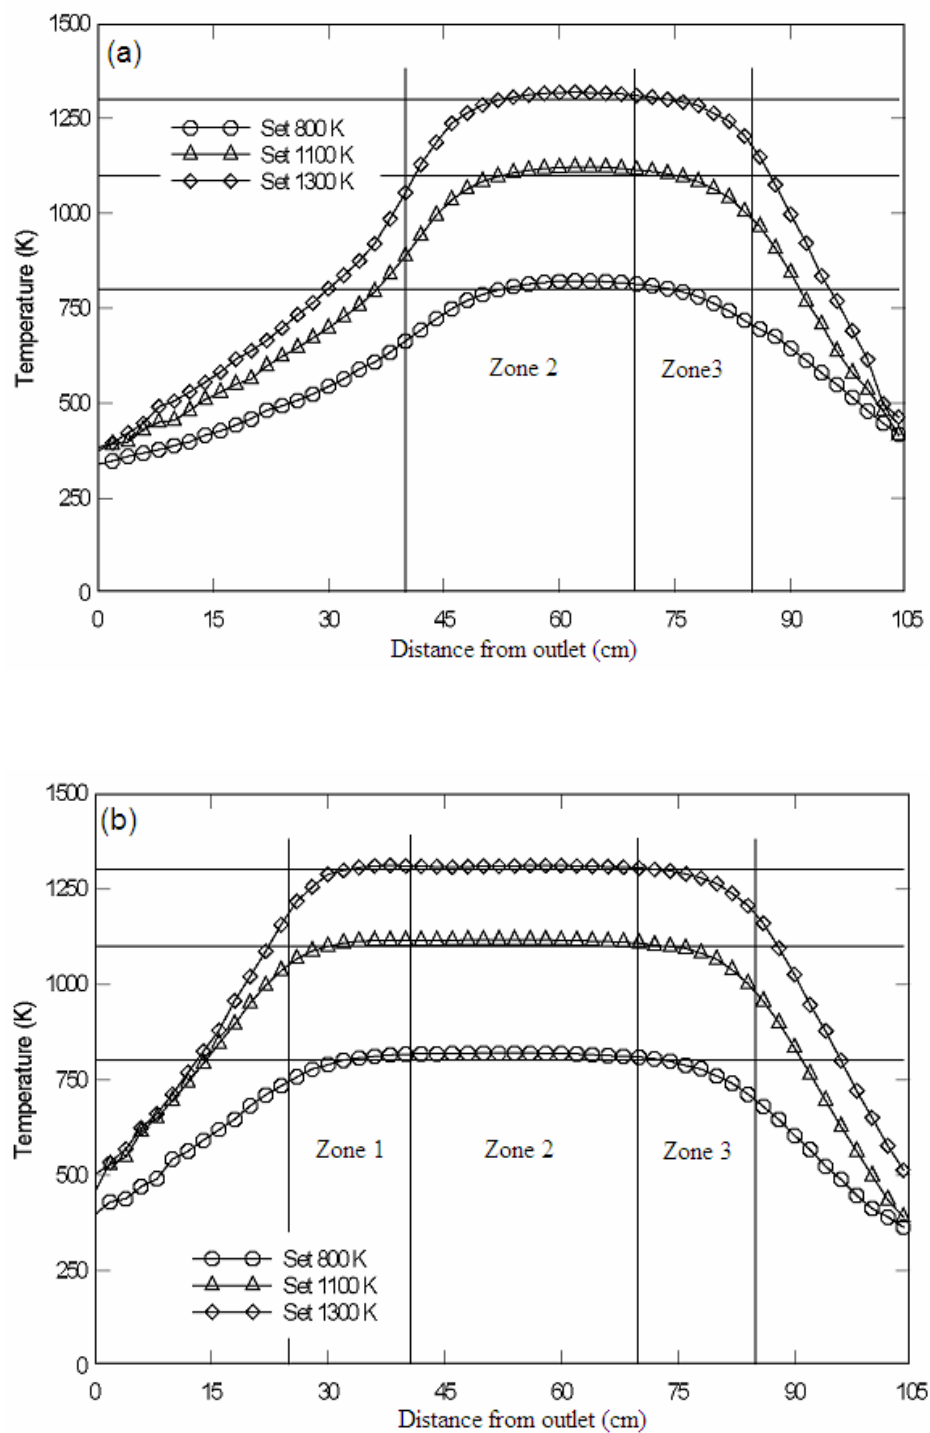 1500
(a)
1250
Set 800 K
Set 1100 K
Set 1300 K
1000
Temperature (K)
750
Zone 2
Zone3
500
250
0
0 15 30 45 60 75 90 105
Distance from outlet (cm)
1500
(b)
1250
1000
Temperature (K)
750
Zone 1
Zone 2
Zone 3
500
Set 800 K
250
Set 1100 K
Set 1300 K
0
0 15 30 45 60 75 90 105
Distance from outlet (cm)